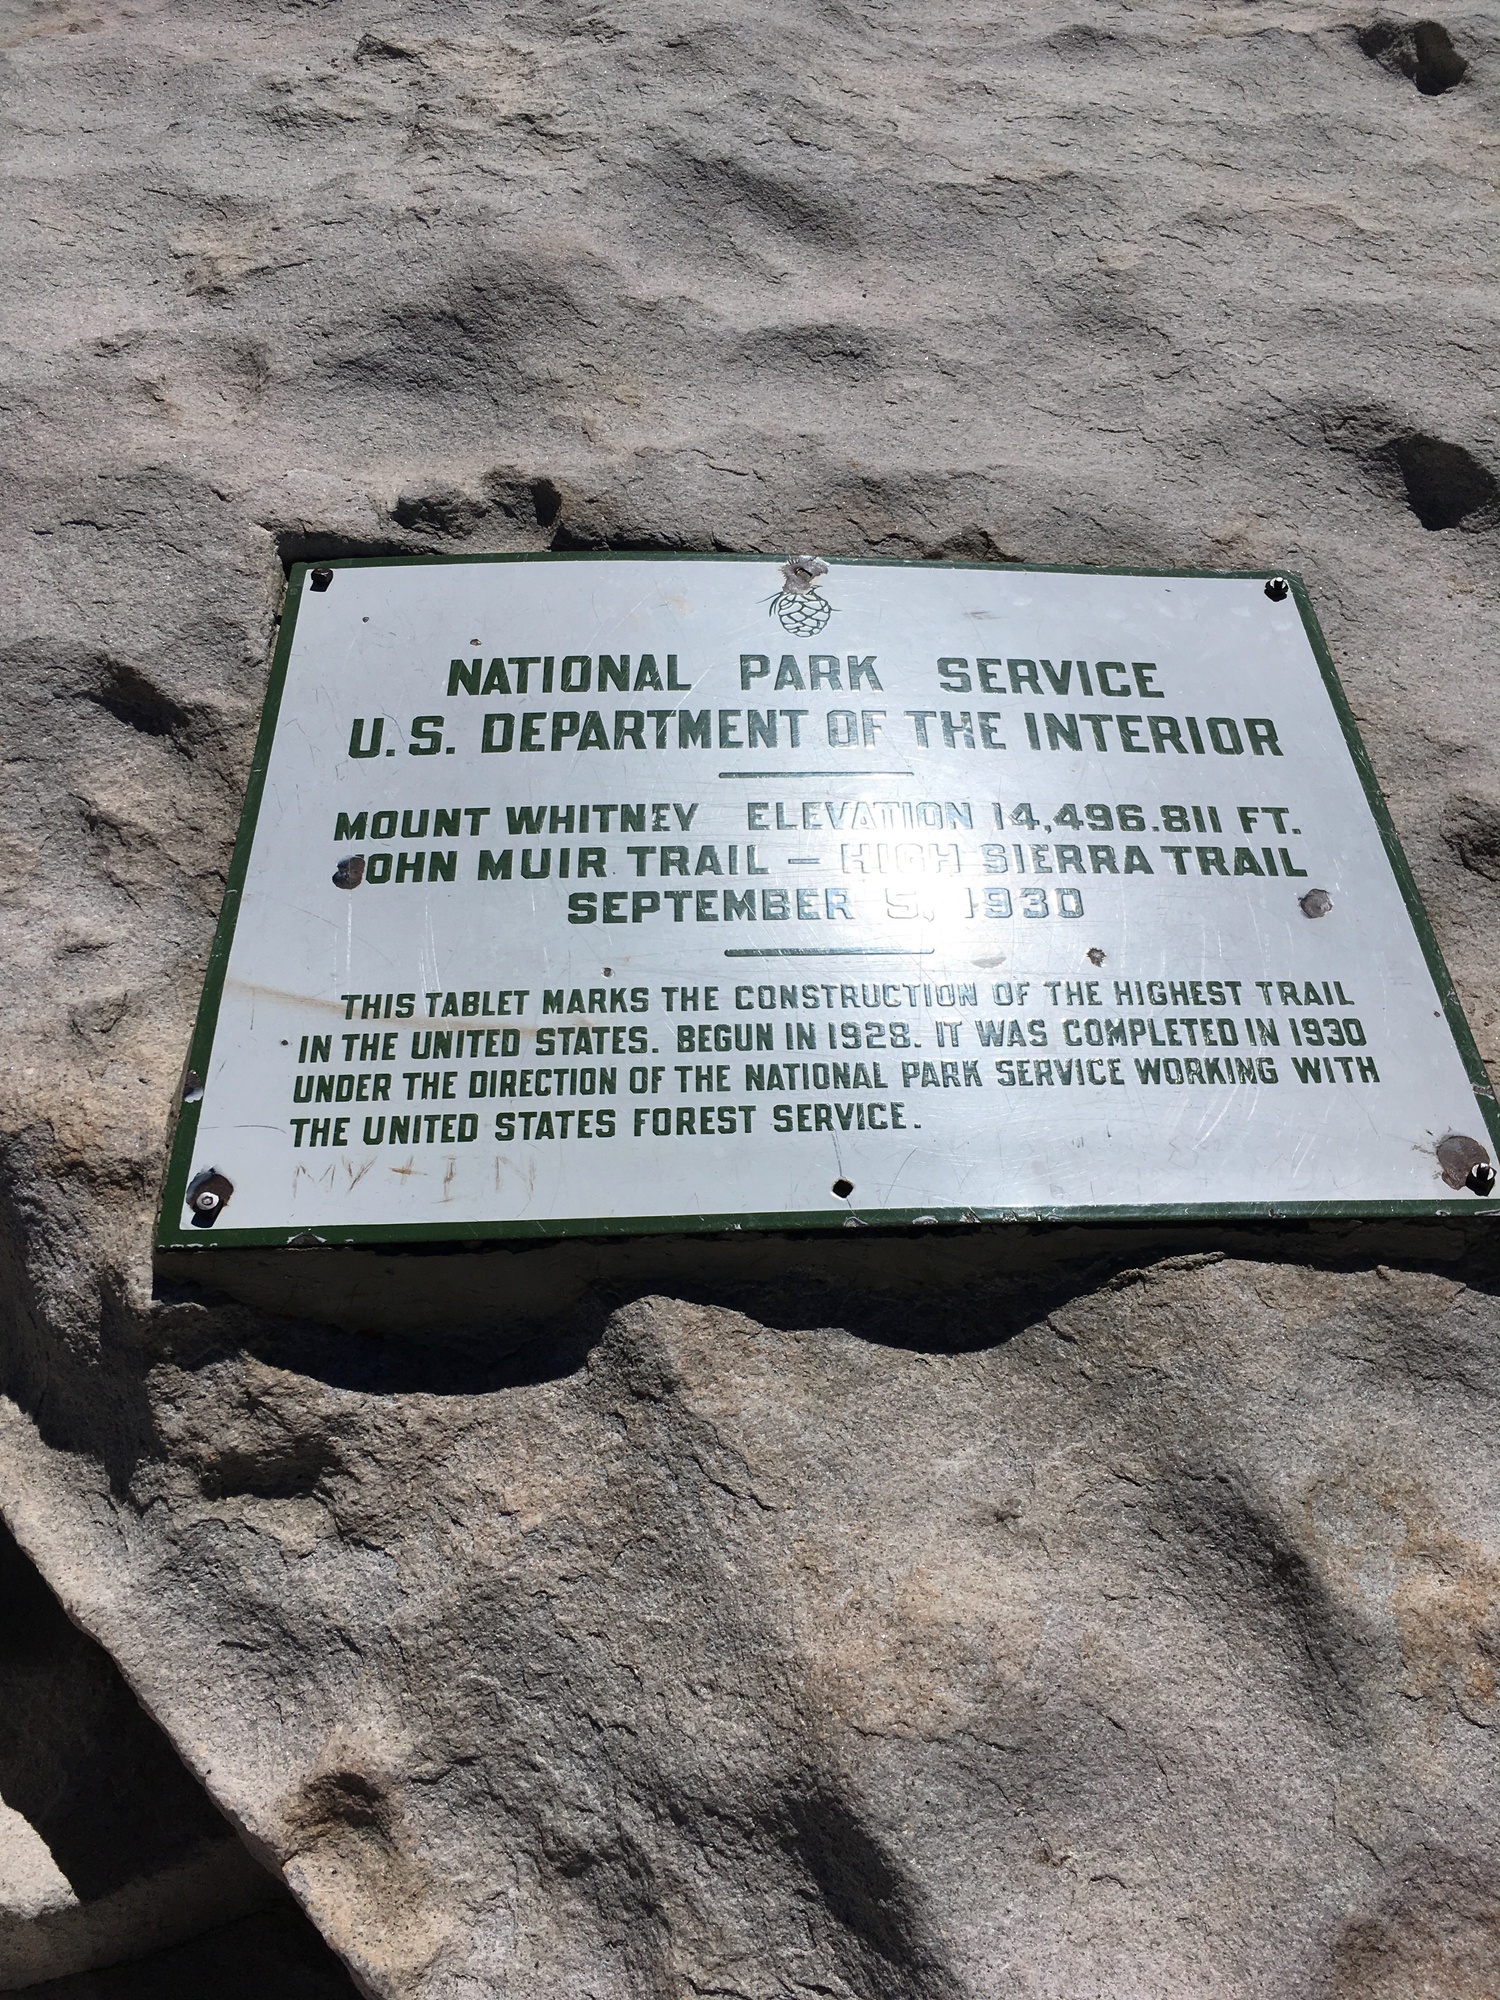 NATIONAL PARK SERVICE
U.S. DEPARTMENT OF THE INTERIOR
MOUNT WHITNEY ELEVATION 14,496.811 FT.
JOHN MUIR TRAIL — HIGH SIERRA TRAIL
SEPTEMBER 5, 1930
THIS TABLET MARKS THE CONSTRUCTION OF THE HIGHEST TRAIL
IN THE UNITED STATES. BEGUN IN 1928. IT WAS COMPLETED IN 1930
UNDER THE DIRECTION OF THE NATIONAL PARK SERVICE WORKING WITH
THE UNITED STATES FOREST SERVICE.